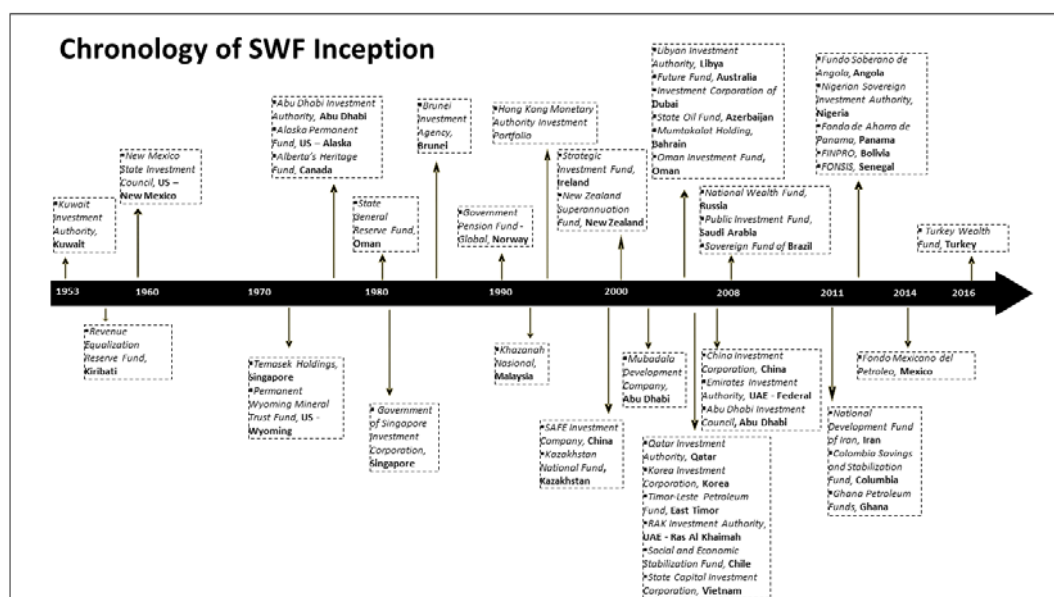 Chronology of SWF Inception
▪Kuwait
Investment
Authority,
Kuwait
▪New Mexico
State Investment
Council, US –
New Mexico
▪Abu Dhabi Investment
Authority, Abu Dhabi
▪Alaska Permanent
Fund, US – Alaska
▪Alberta's Heritage
Fund, Canada
▪State
General
Reserve Fund,
Oman
▪Brunei
Investment
Agency,
Brunei
▪Government
Pension Fund -
Global, Norway
▪Hong Kong Monetary
Authority Investment
Portfolio
▪Strategic
Investment Fund,
Ireland
▪New Zealand
Superannuation
Fund, New Zealand
▪Libyan Investment
Authority, Libya
▪Future Fund, Australia
▪Investment Corporation of
Dubai
▪State Oil Fund, Azerbaijan
▪Mumtakalat Holding,
Bahrain
▪Oman Investment Fund,
Oman
▪National Wealth Fund,
Russia
▪Public Investment Fund,
Saudi Arabia
▪Sovereign Fund of Brazil
▪Fundo Soberano de
Angola, Angola
▪Nigerian Sovereign
Investment Authority,
Nigeria
▪Fondo de Ahorro de
Panama, Panama
▪FINPRO, Bolivia
▪FONSIS, Senegal
▪Turkey Wealth
Fund, Turkey
1953 1960 1970 1980 1990 2000 2008 2011 2014 2016
▪Revenue
Equalization
Reserve Fund,
Kiribati
▪Temasek Holdings,
Singapore
▪Permanent
Wyoming Mineral
Trust Fund, US -
Wyoming
▪Government
of Singapore
Investment
Corporation,
Singapore
▪Khazanah
Nasional,
Malaysia
▪SAFE Investment
Company, China
▪Kazakhstan
National Fund,
Kazakhstan
▪Mubadala
Development
Company,
Abu Dhabi
▪Qatar Investment
Authority, Qatar
▪Korea Investment
Corporation, Korea
▪Timor-Leste Petroleum
Fund, East Timor
▪RAK Investment Authority,
UAE - Ras Al Khaimah
▪Social and Economic
Stabilization Fund, Chile
▪State Capital Investment
Corporation, Vietnam
▪China Investment
Corporation, China
▪Emirates Investment
Authority, UAE - Federal
▪Abu Dhabi Investment
Council, Abu Dhabi
▪National
Development Fund
of Iran, Iran
▪Colombia Savings
and Stabilization
Fund, Columbia
▪Ghana Petroleum
Funds, Ghana
▪Fondo Mexicano del
Petroleo, Mexico